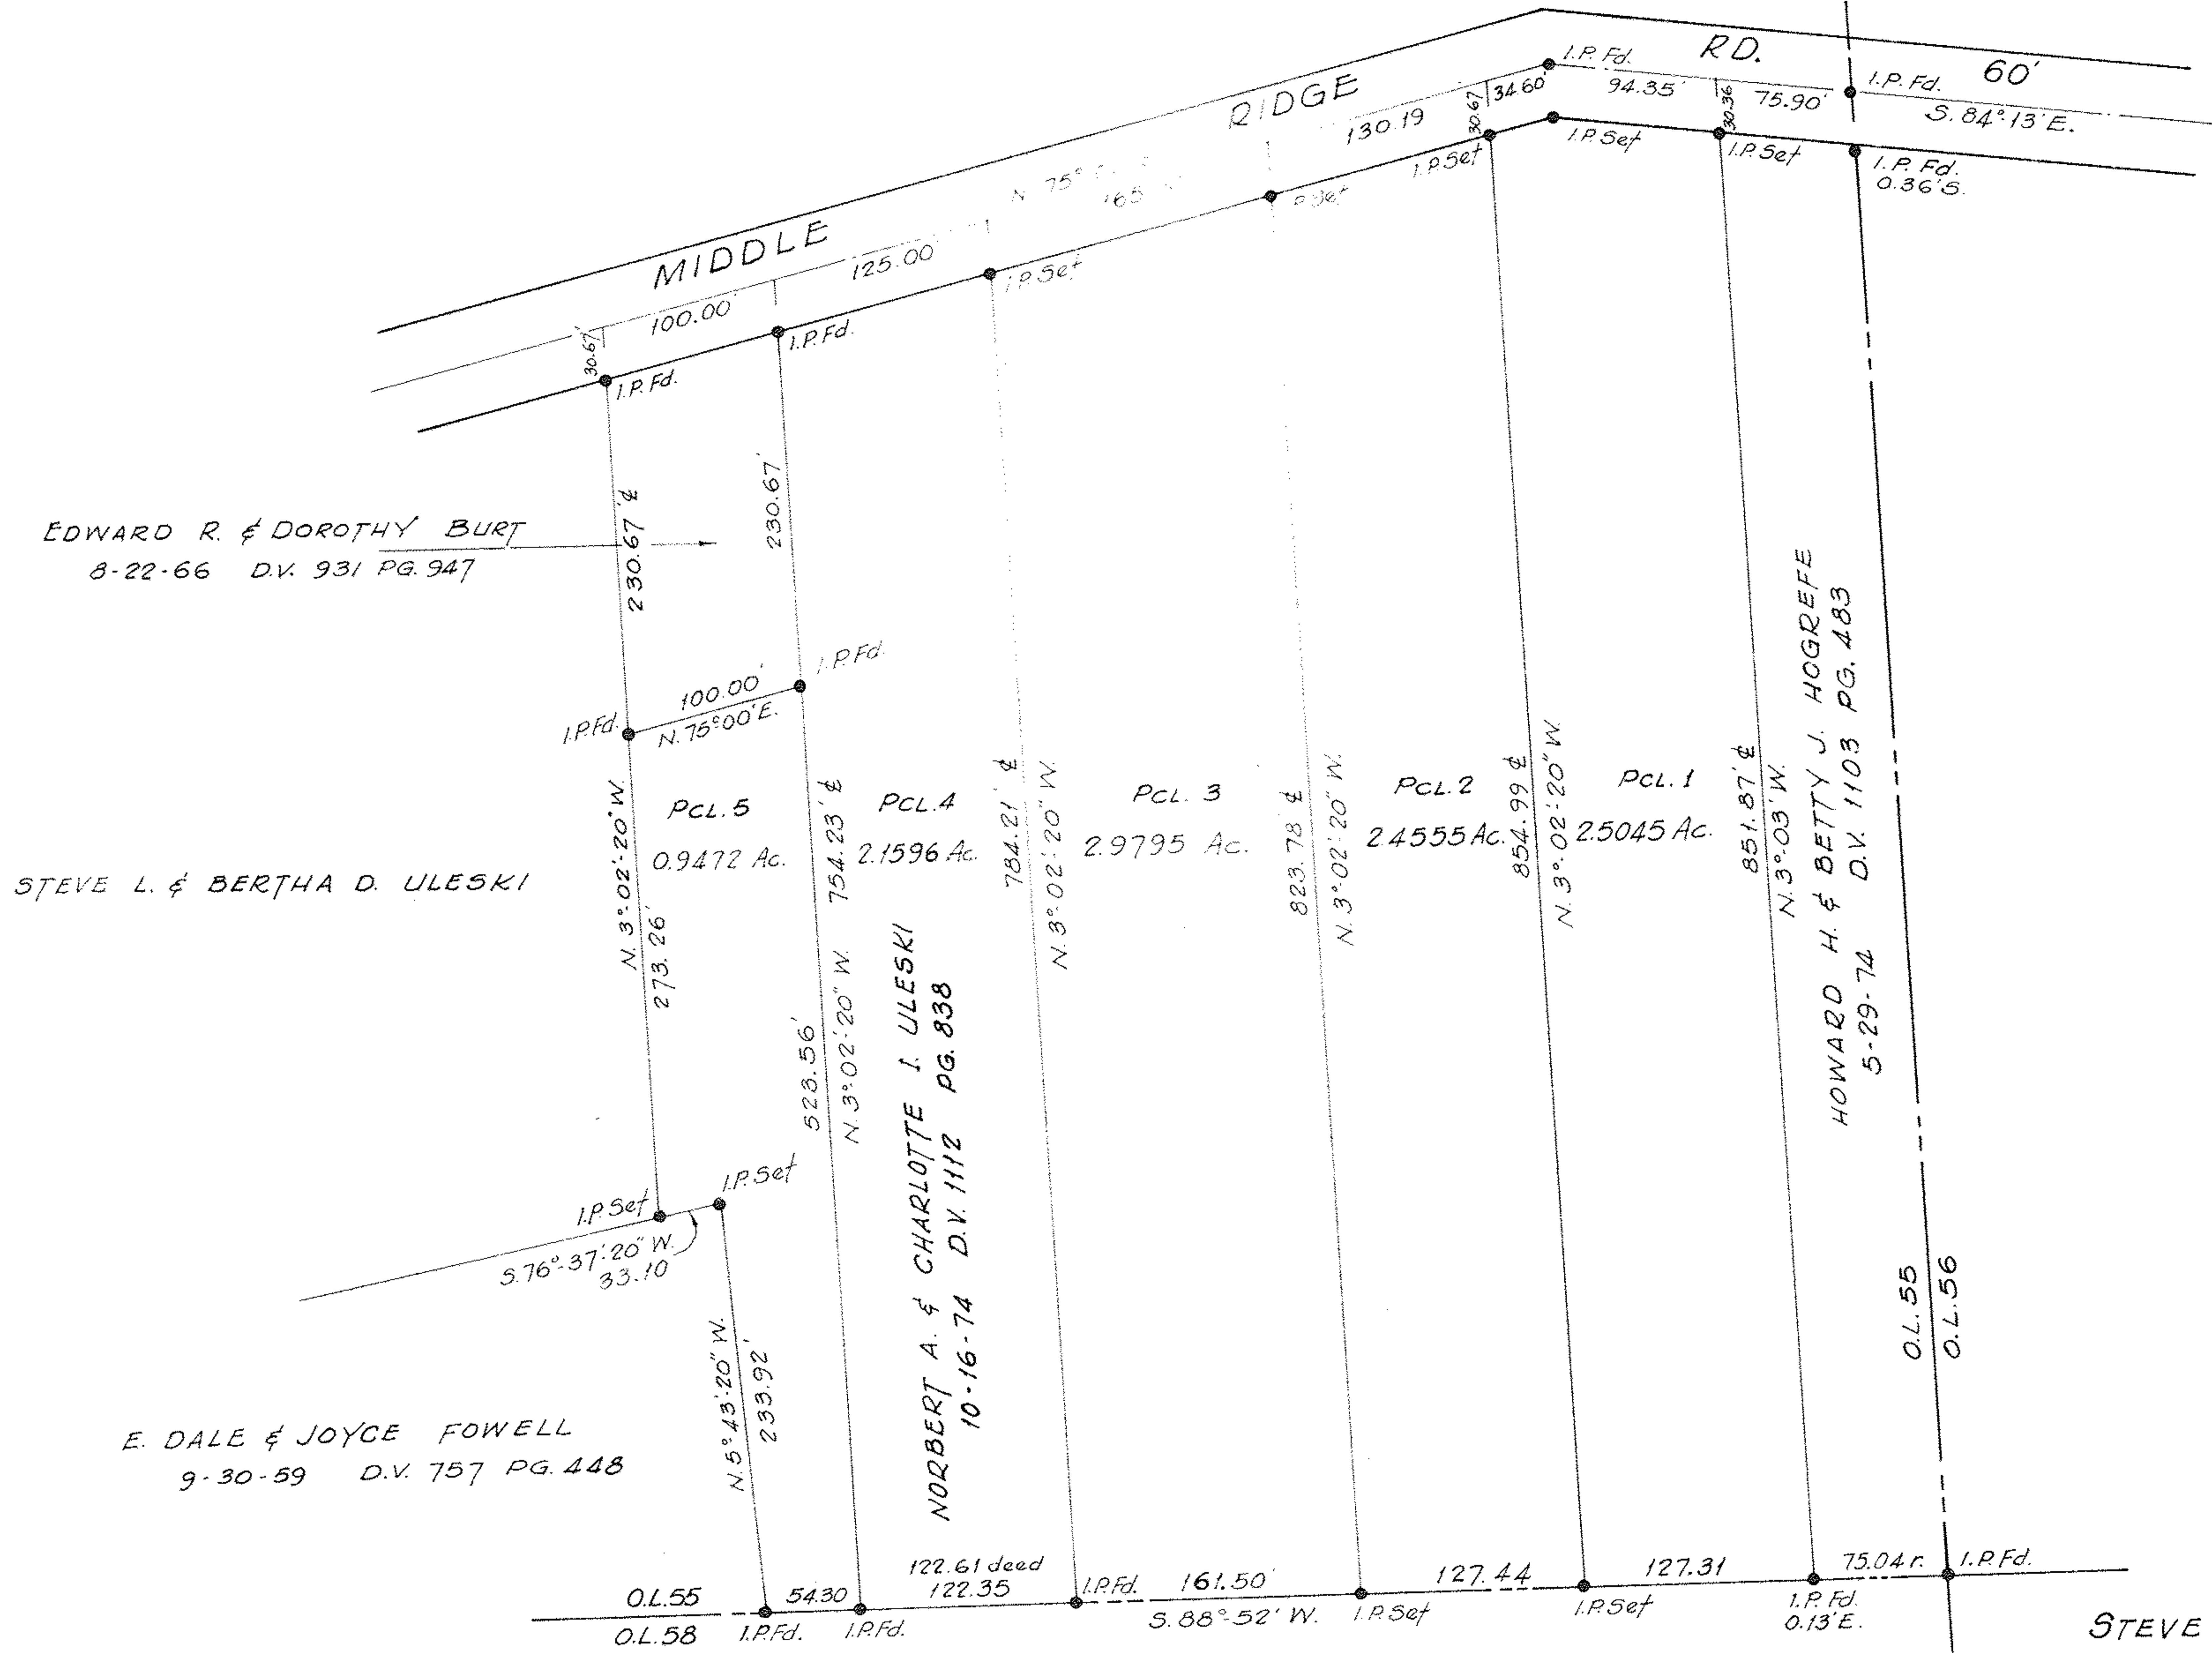 RD.
60'
I.P. Fd.
94.35'
75.90'
I.P. Fd.
S. 84°-13' E.
RIDGE
130.19
34.60'
30.67
30.36
I.P. Set
I.P. Set
I.P. Set
I.P. Fd.
0.36'S.
N. 75°
165
MIDDLE
125.00'
100.00'
30.67
I.P. Set
I.P. Fd.
I.P. Fd.
EDWARD R. & DOROTHY BURT
8-22-66 D.V. 931 PG. 947
230.67' ℄
230.67'
I.P. Fd.
100.00'
N. 75°00' E.
I.P. Fd.
PCL. 5
0.9472 Ac.
PCL. 4
2.1596 Ac.
PCL. 3
2.9795 Ac.
PCL. 2
2.4555 Ac.
PCL. 1
2.5045 Ac.
STEVE L. & BERTHA D. ULESKI
N. 3°-02'-20" W.
273.26'
754.23' ℄
N. 3°-02'-20" W.
523.56'
784.21' ℄
N. 3°-02'-20" W.
823.78' ℄
N. 3°-02'-20" W.
854.99 ℄
N. 3°-02'-20" W.
851.87' ℄
N. 3°-03' W.
HOWARD H. & BETTY J. HOGREFE
5-29-74 D.V. 1103 PG. 483
NORBERT A. & CHARLOTTE I. ULESKI
10-16-74 D.V. 1112 PG. 838
I.P. Set
I.P. Set
S. 76°-37'-20" W.
33.10
N. 5°-43'-20" W.
233.92'
O.L. 55
O.L. 56
E. DALE & JOYCE FOWELL
9-30-59 D.V. 757 PG. 448
O.L. 55
O.L. 58
54.30
122.61 deed
122.35
I.P. Fd.
161.50'
127.44
127.31
75.04 r.
I.P. Fd.
I.P. Fd.
I.P. Fd.
S. 88°-52' W.
I.P. Set
I.P. Set
I.P. Fd.
0.13'E.
STEVE